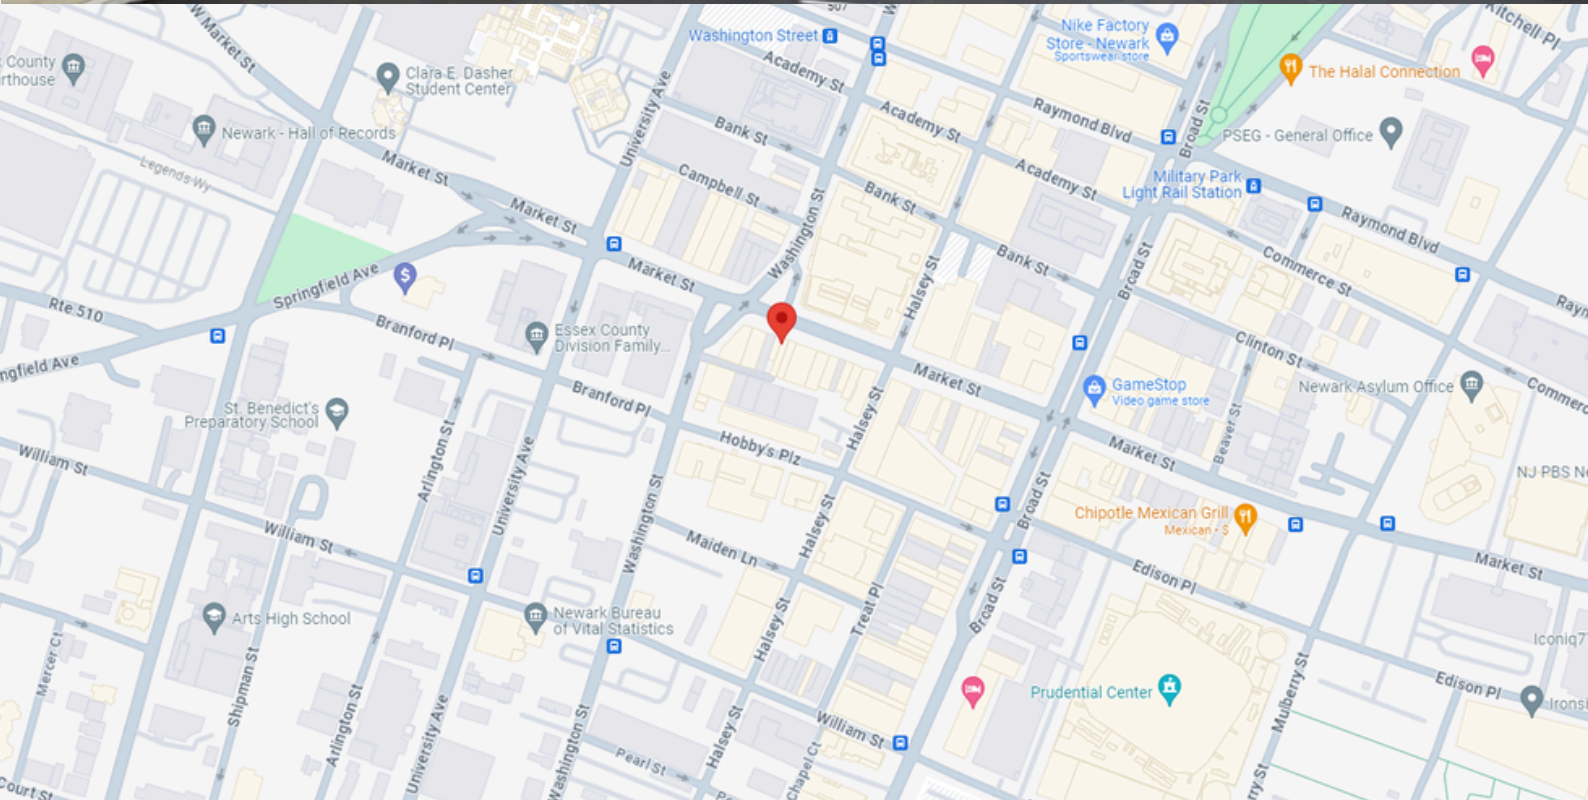 507
W Market St
Washington Street
Nike Factory
Store - Newark
Sportswear store
Kitchell Pl
County
rthouse
Clara E. Dasher
Student Center
Academy St
The Halal Connection
University Ave
Newark - Hall of Records
Bank St
Academy St
Raymond Blvd
Broad St
PSEG - General Office
Legends Wy
Market St
Campbell St
Academy St
Military Park
Light Rail Station
Bank St
Market St
Washington St
Raymond Blvd
Springfield Ave
Market St
Halsey St
Bank St
Broad St
Commerce St
Rte 510
Branford Pl
Essex County
Division Family...
Clinton St
ngfield Ave
Branford Pl
Market St
GameStop
Video game store
Newark Asylum Office
St. Benedict's
Preparatory School
Halsey St
Beaver St
William St
Arlington St
University Ave
Hobby's Plz
Market St
NJ PBS
Washington St
Halsey St
Broad St
Chipotle Mexican Grill
Mexican - $
William St
Maiden Ln
Edison Pl
Market St
Arts High School
Newark Bureau
of Vital Statistics
Halsey St
Treat Pl
Broad St
Iconiq7
Mercer Ct
Shipman St
Arlington St
University Ave
Washington St
Halsey St
William St
Prudential Center
Mulberry St
Edison Pl
Pearl St
Chapel Ct
Court St